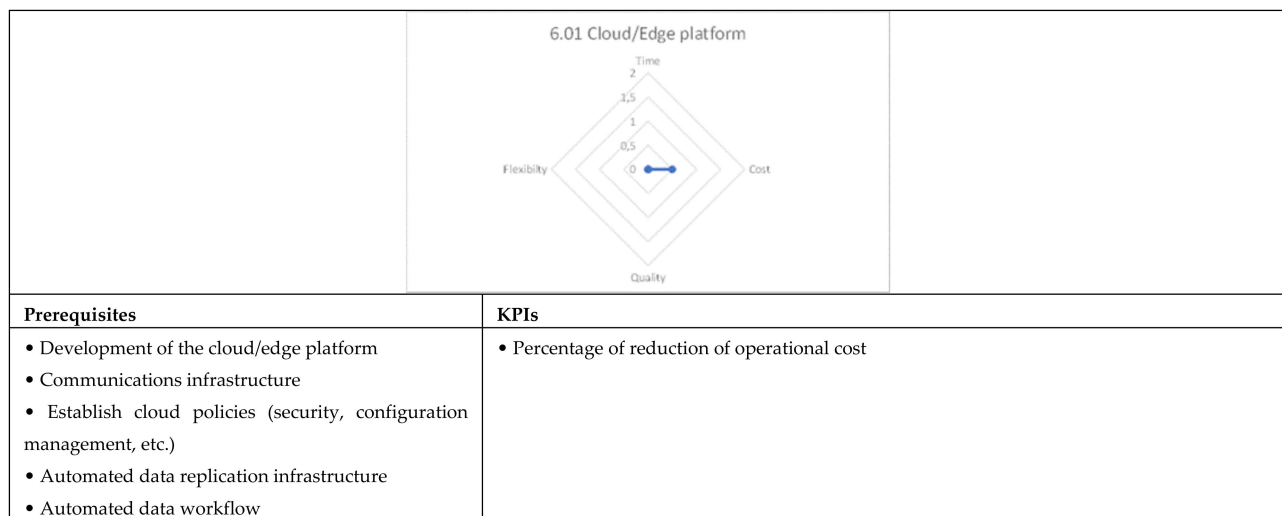 6.01 Cloud/Edge platform
Time
2
1,5
1
0,5
0
Flexibilty
Cost
Quality
Prerequisites
KPIs
• Development of the cloud/edge platform
• Communications infrastructure
• Establish cloud policies (security, configuration
management, etc.)
• Automated data replication infrastructure
• Automated data workflow
• Percentage of reduction of operational cost